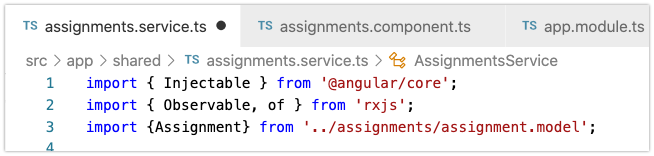 TS assignments.service.ts ● TS assignments.component.ts TS app.module.ts
src > app > shared > TS assignments.service.ts > AssignmentsService
1 import { Injectable } from '@angular/core';
2 import { Observable, of } from 'rxjs';
3 import {Assignment} from '../assignments/assignment.model';
4